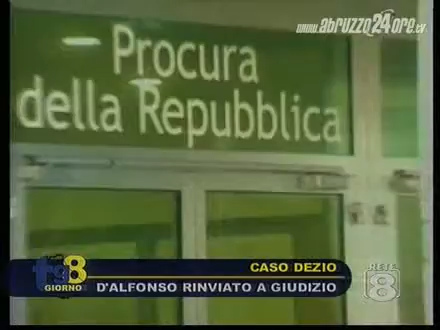 www.abruzzo24ore.tv
Procura
della Repubblica
CASO DEZIO
tg8
GIORNO
D'ALFONSO RINVIATO A GIUDIZIO
RETE
8